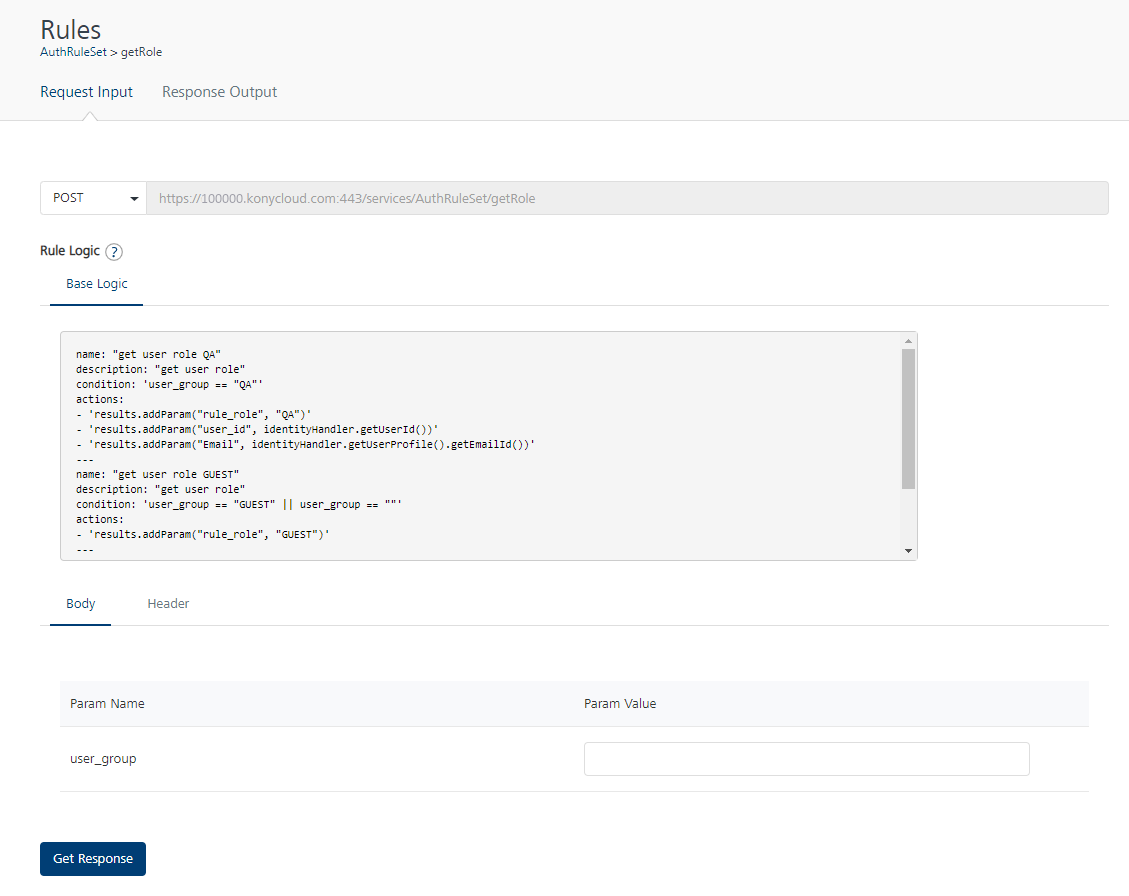 Rules
AuthRuleSet > getRole
Request Input Response Output
POST https://100000.konycloud.com:443/services/AuthRuleSet/getRole
Rule Logic ?
Base Logic
name: "get user role QA"
description: "get user role"
condition: 'user_group == "QA"'
actions:
- 'results.addParam("rule_role", "QA")'
- 'results.addParam("user_id", identityHandler.getUserId())'
- 'results.addParam("Email", identityHandler.getUserProfile().getEmailId())'
---
name: "get user role GUEST"
description: "get user role"
condition: 'user_group == "GUEST" || user_group == ""'
actions:
- 'results.addParam("rule_role", "GUEST")'
---
Body Header
Param Name Param Value
user_group
Get Response